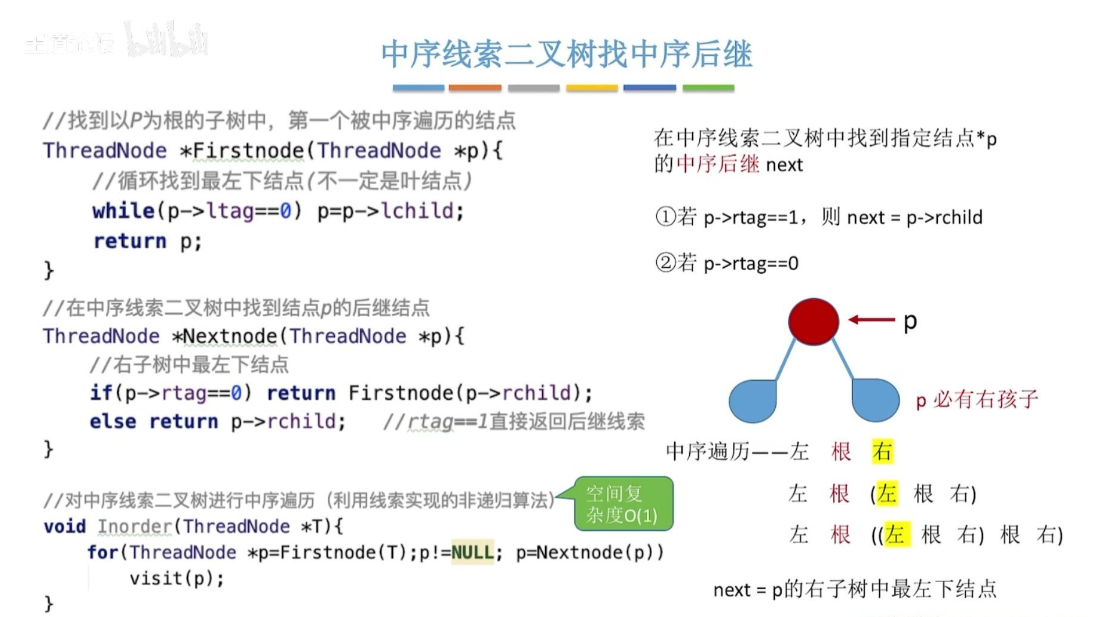 bilibili
中序线索二叉树找中序后继
//找到以P为根的子树中，第一个被中序遍历的结点
ThreadNode *Firstnode(ThreadNode *p){
//循环找到最左下结点(不一定是叶结点)
while(p->ltag==0) p=p->lchild;
return p;
}
//在中序线索二叉树中找到结点p的后继结点
ThreadNode *Nextnode(ThreadNode *p){
//右子树中最左下结点
if(p->rtag==0) return Firstnode(p->rchild);
else return p->rchild; //rtag==1直接返回后继线索
}
//对中序线索二叉树进行中序遍历（利用线索实现的非递归算法）
void Inorder(ThreadNode *T){
for(ThreadNode *p=Firstnode(T);p!=NULL; p=Nextnode(p))
visit(p);
}
空间复
杂度O(1)
在中序线索二叉树中找到指定结点*p
的中序后继 next
①若 p->rtag==1，则 next = p->rchild
②若 p->rtag==0
p
p 必有右孩子
中序遍历——左 根 右
左 根 (左 根 右)
左 根 ((左 根 右) 根 右)
next = p的右子树中最左下结点